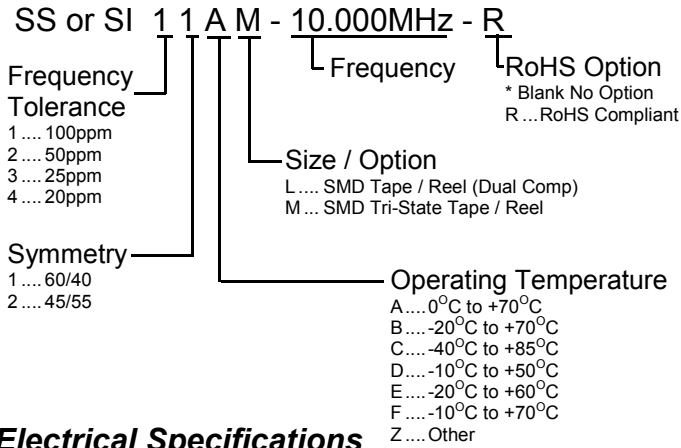 SS or SI 1 1 A M - 10.000MHz - R
Frequency
Tolerance
1 .... 100ppm
2 .... 50ppm
3 .... 25ppm
4 .... 20ppm
Frequency
RoHS Option
* Blank No Option
R ... RoHS Compliant
Size / Option
L .... SMD Tape / Reel (Dual Comp)
M ... SMD Tri-State Tape / Reel
Symmetry
1 .... 60/40
2 .... 45/55
Operating Temperature
A .... 0°C to +70°C
B .... -20°C to +70°C
C .... -40°C to +85°C
D .... -10°C to +50°C
E .... -20°C to +60°C
F .... -10°C to +70°C
Z .... Other
Electrical Specifications